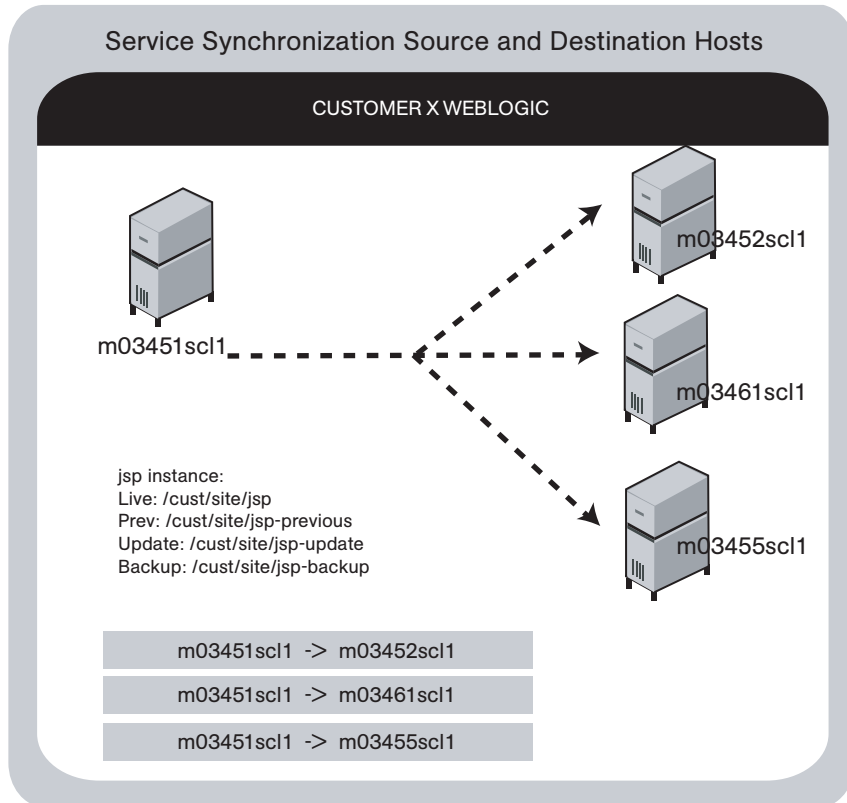 Service Synchronization Source and Destination Hosts
CUSTOMER X WEBLOGIC
m03452scl1
m03451scl1
m03461scl1
m03455scl1
jsp instance:
Live: /cust/site/jsp
Prev: /cust/site/jsp-previous
Update: /cust/site/jsp-update
Backup: /cust/site/jsp-backup
m03451scl1 -> m03452scl1
m03451scl1 -> m03461scl1
m03451scl1 -> m03455scl1